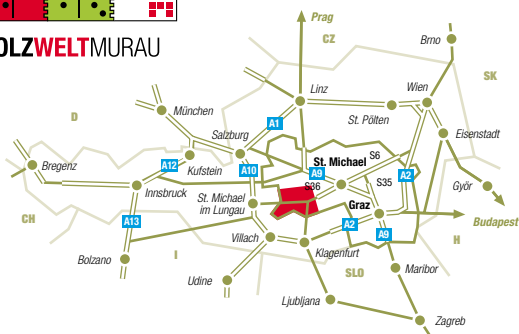 OLZWELTMURAU
Prag
CZ
Brno
SK
Linz
Wien
D
München
St. Pölten
Salzburg
A1
Eisenstadt
S6
Bregenz
A12
Kufstein
A10
A9
St. Michael
S36
S35
A2
Innsbruck
St. Michael
im Lungau
Graz
Györ
CH
A13
A2
A9
Budapest
Villach
H
Klagenfurt
I
Bolzano
SLO
Maribor
Udine
Ljubljana
Zagreb